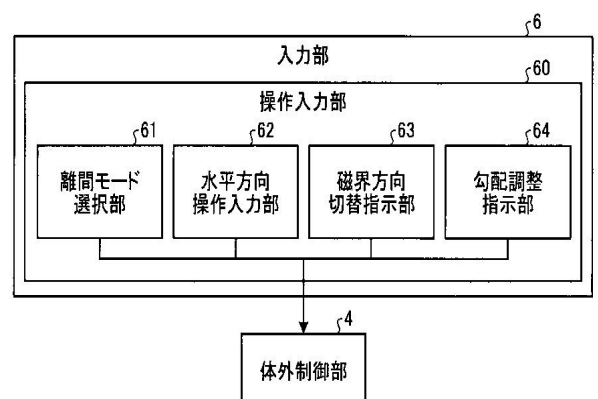 6
入力部
60
操作入力部
61
62
63
64
離間モード
選択部
水平方向
操作入力部
磁界方向
切替指示部
勾配調整
指示部
4
体外制御部